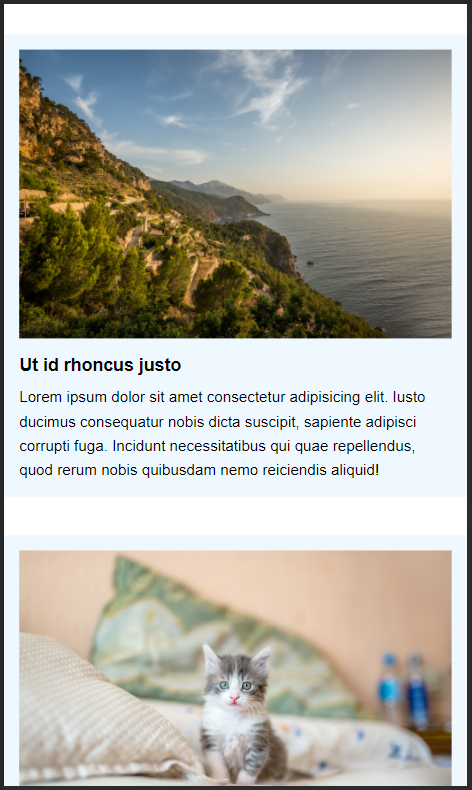 Ut id rhoncus justo
Lorem ipsum dolor sit amet consectetur adipisicing elit. Iusto
ducimus consequatur nobis dicta suscipit, sapiente adipisci
corrupti fuga. Incidunt necessitatibus qui quae repellendus,
quod rerum nobis quibusdam nemo reiciendis aliquid!